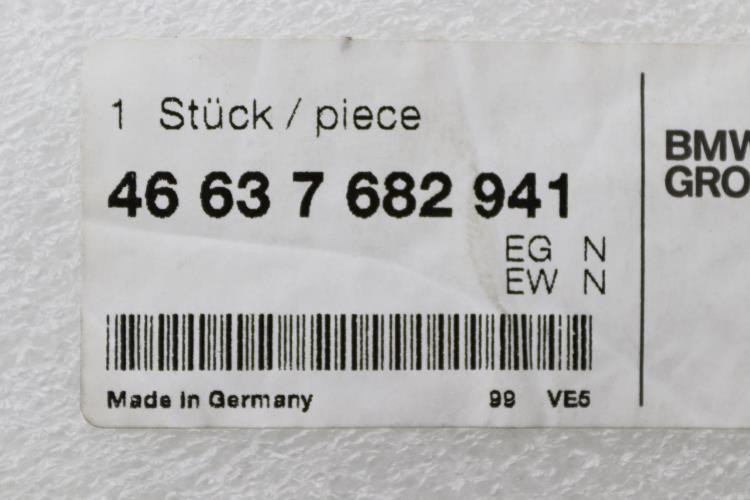 1 Stück / piece
46 63 7 682 941
EG N
EW N
Made in Germany 99 VE5
BMW
GRO